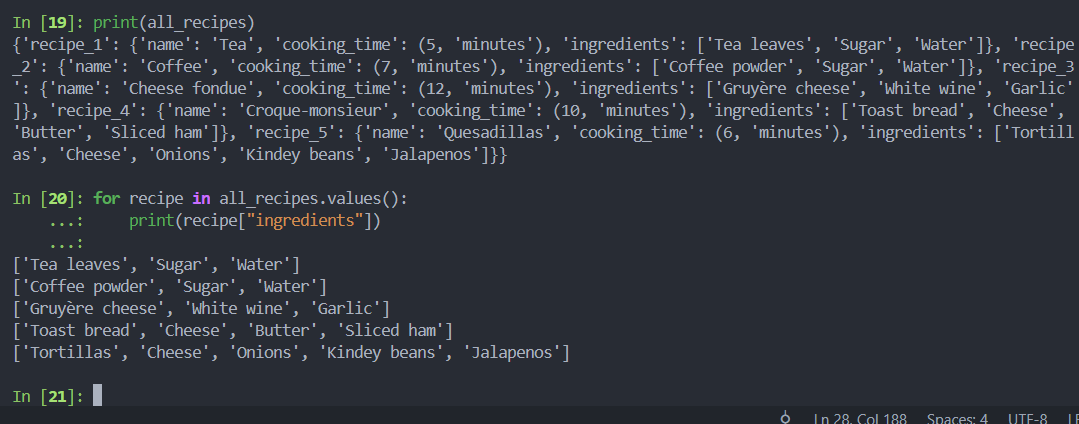 In [19]: print(all_recipes)
{'recipe_1': {'name': 'Tea', 'cooking_time': (5, 'minutes'), 'ingredients': ['Tea leaves', 'Sugar', 'Water']}, 'recipe
_2': {'name': 'Coffee', 'cooking_time': (7, 'minutes'), 'ingredients': ['Coffee powder', 'Sugar', 'Water']}, 'recipe_3
': {'name': 'Cheese fondue', 'cooking_time': (12, 'minutes'), 'ingredients': ['Gruyère cheese', 'White wine', 'Garlic'
]}, 'recipe_4': {'name': 'Croque-monsieur', 'cooking_time': (10, 'minutes'), 'ingredients': ['Toast bread', 'Cheese',
'Butter', 'Sliced ham']}, 'recipe_5': {'name': 'Quesadillas', 'cooking_time': (6, 'minutes'), 'ingredients': ['Tortill
as', 'Cheese', 'Onions', 'Kindey beans', 'Jalapenos']}}
In [20]: for recipe in all_recipes.values():
...:     print(recipe["ingredients"])
...:
['Tea leaves', 'Sugar', 'Water']
['Coffee powder', 'Sugar', 'Water']
['Gruyère cheese', 'White wine', 'Garlic']
['Toast bread', 'Cheese', 'Butter', 'Sliced ham']
['Tortillas', 'Cheese', 'Onions', 'Kindey beans', 'Jalapenos']
In [21]:
Ln 28, Col 188 Spaces: 4 UTF-8